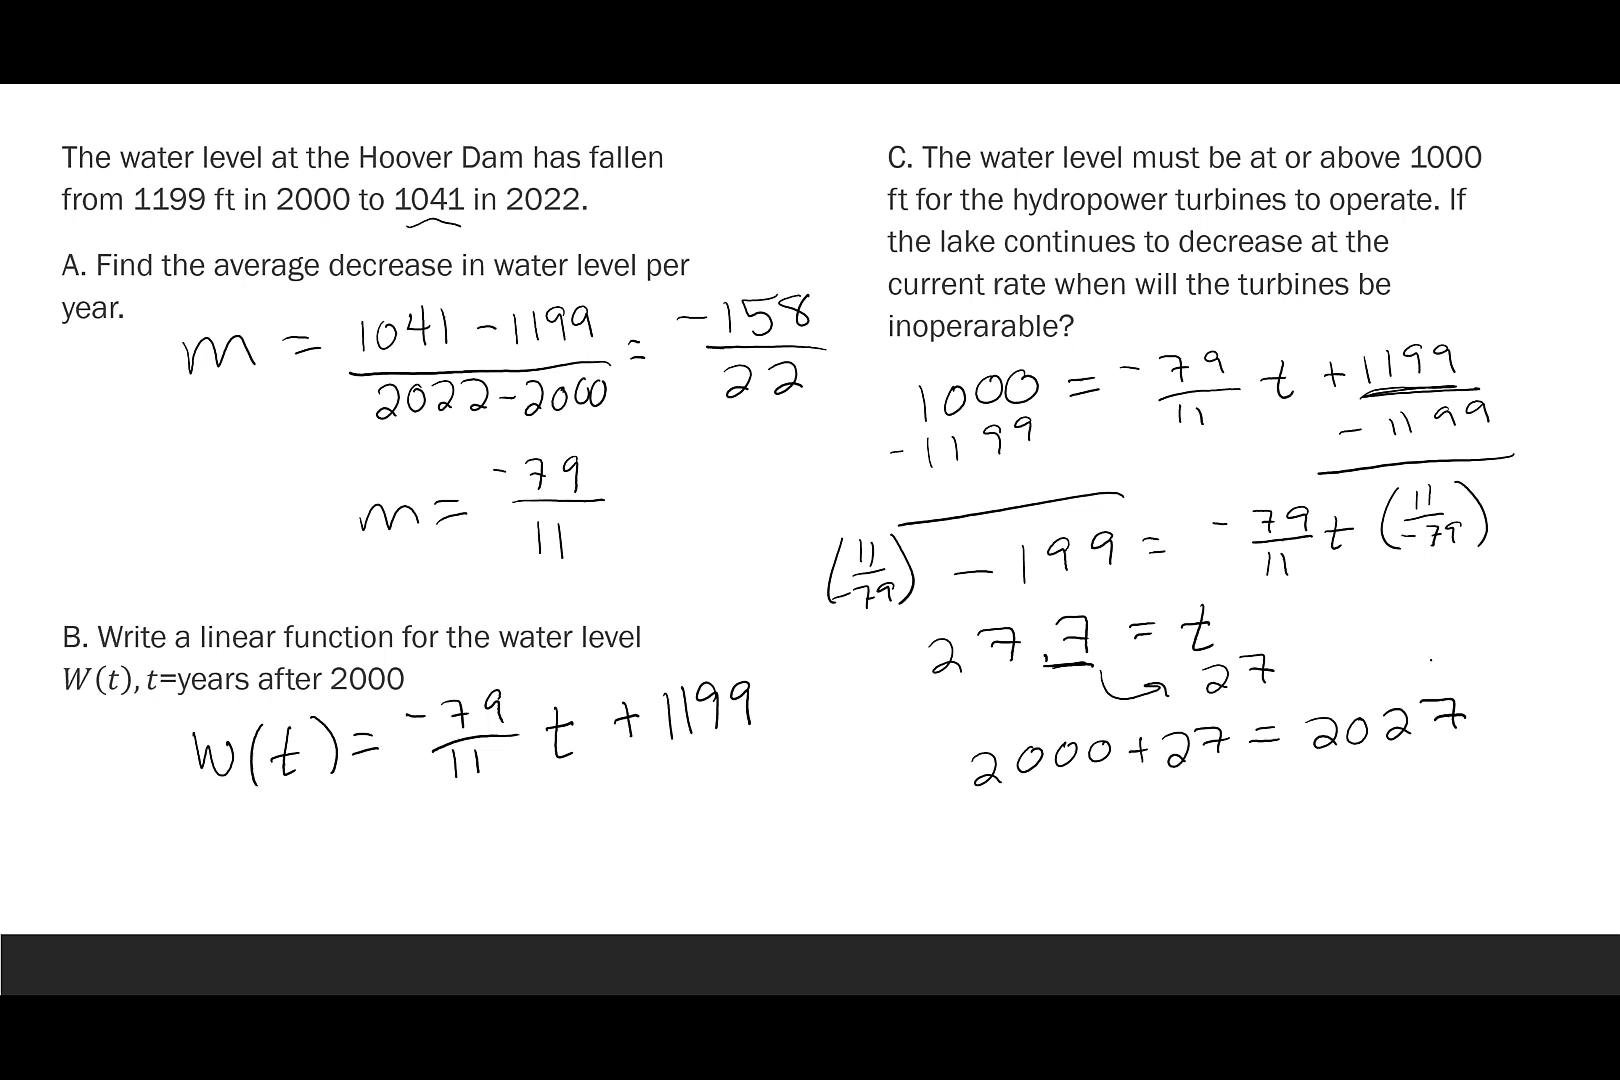 The water level at the Hoover Dam has fallen
from 1199 ft in 2000 to 1041 in 2022.
A. Find the average decrease in water level per
year.
m = (1041 - 1199)/(2022 - 2000) = -158/22
m = -79/11
B. Write a linear function for the water level
W(t), t=years after 2000
W(t) = -79/11 t + 1199
C. The water level must be at or above 1000
ft for the hydropower turbines to operate. If
the lake continues to decrease at the
current rate when will the turbines be
inoperarable?
1000 = -79/11 t + 1199
-1199 - 1199
(11/-79) - 199 = -79/11 t (11/-79)
27.7 = t
27
2000 + 27 = 2027